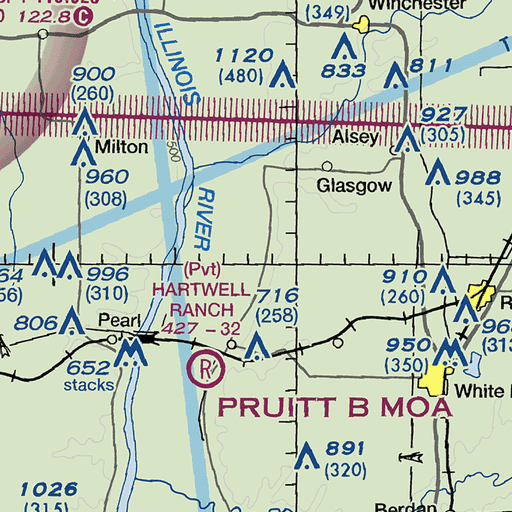 122.8 C
Winchester
(349)
833
811
1120
(480)
ILLINOIS
900
(260)
927
(305)
Alsey
Milton
500
960
(308)
Glasgow
988
(345)
RIVER
996
(310)
(Pvt)
HARTWELL
RANCH
427 - 32
716
(258)
910
(260)
806
Pearl
652
stacks
R
950
(350)
White
PRUITT B MOA
891
(320)
1026
(315)
Berdan